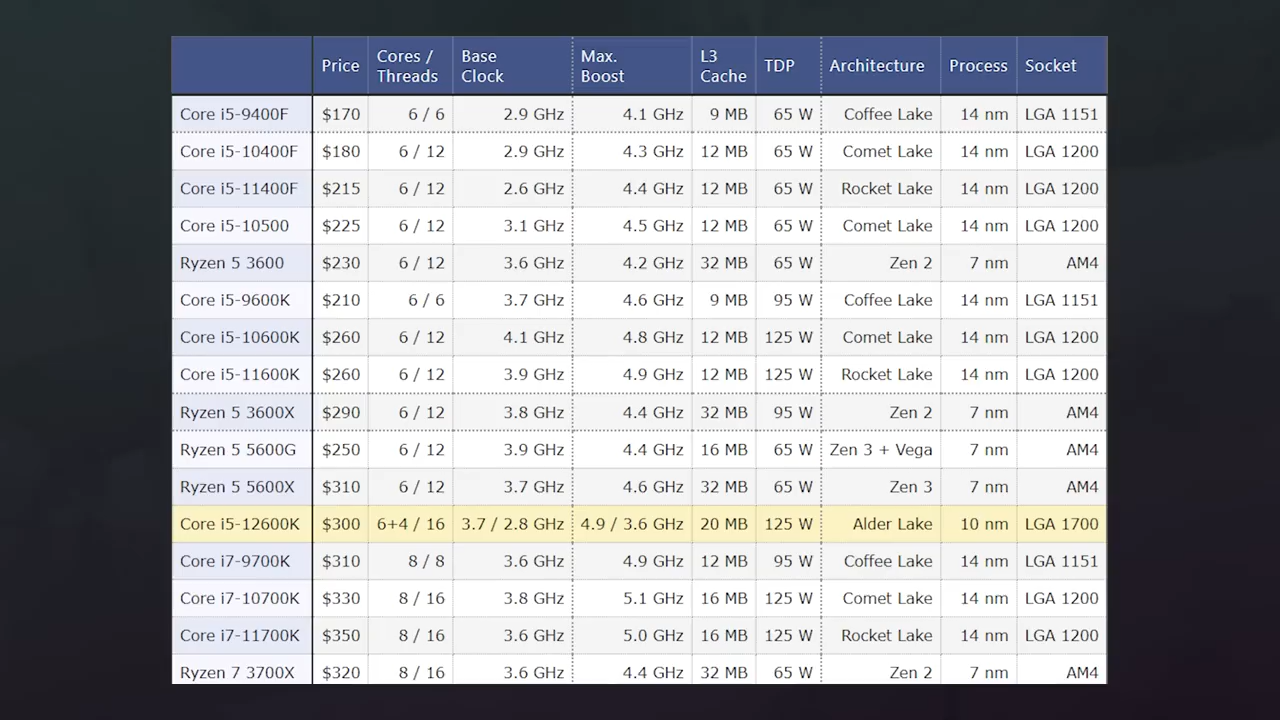 Price Cores / Threads Base Clock Max. Boost L3 Cache TDP Architecture Process Socket
Core i5-9400F $170 6 / 6 2.9 GHz 4.1 GHz 9 MB 65 W Coffee Lake 14 nm LGA 1151
Core i5-10400F $180 6 / 12 2.9 GHz 4.3 GHz 12 MB 65 W Comet Lake 14 nm LGA 1200
Core i5-11400F $215 6 / 12 2.6 GHz 4.4 GHz 12 MB 65 W Rocket Lake 14 nm LGA 1200
Core i5-10500 $225 6 / 12 3.1 GHz 4.5 GHz 12 MB 65 W Comet Lake 14 nm LGA 1200
Ryzen 5 3600 $230 6 / 12 3.6 GHz 4.2 GHz 32 MB 65 W Zen 2 7 nm AM4
Core i5-9600K $210 6 / 6 3.7 GHz 4.6 GHz 9 MB 95 W Coffee Lake 14 nm LGA 1151
Core i5-10600K $260 6 / 12 4.1 GHz 4.8 GHz 12 MB 125 W Comet Lake 14 nm LGA 1200
Core i5-11600K $260 6 / 12 3.9 GHz 4.9 GHz 12 MB 125 W Rocket Lake 14 nm LGA 1200
Ryzen 5 3600X $290 6 / 12 3.8 GHz 4.4 GHz 32 MB 95 W Zen 2 7 nm AM4
Ryzen 5 5600G $250 6 / 12 3.9 GHz 4.4 GHz 16 MB 65 W Zen 3 + Vega 7 nm AM4
Ryzen 5 5600X $310 6 / 12 3.7 GHz 4.6 GHz 32 MB 65 W Zen 3 7 nm AM4
Core i5-12600K $300 6+4 / 16 3.7 / 2.8 GHz 4.9 / 3.6 GHz 20 MB 125 W Alder Lake 10 nm LGA 1700
Core i7-9700K $310 8 / 8 3.6 GHz 4.9 GHz 12 MB 95 W Coffee Lake 14 nm LGA 1151
Core i7-10700K $330 8 / 16 3.8 GHz 5.1 GHz 16 MB 125 W Comet Lake 14 nm LGA 1200
Core i7-11700K $350 8 / 16 3.6 GHz 5.0 GHz 16 MB 125 W Rocket Lake 14 nm LGA 1200
Ryzen 7 3700X $320 8 / 16 3.6 GHz 4.4 GHz 32 MB 65 W Zen 2 7 nm AM4